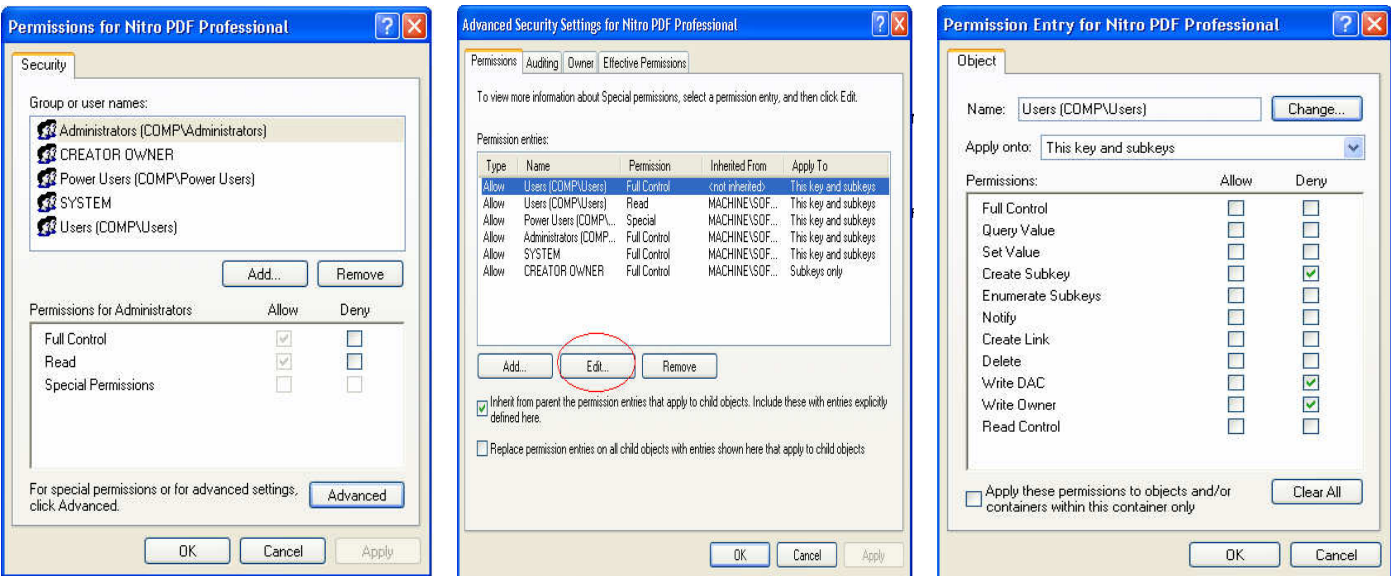 Permissions for Nitro PDF Professional
Security
Group or user names:
Administrators (COMP\Administrators)
CREATOR OWNER
Power Users (COMP\Power Users)
SYSTEM
Users (COMP\Users)
Add... Remove
Permissions for Administrators Allow Deny
Full Control
Read
Special Permissions
For special permissions or for advanced settings,
click Advanced.
Advanced
OK Cancel Apply
Advanced Security Settings for Nitro PDF Professional
Permissions Auditing Owner Effective Permissions
To view more information about Special permissions, select a permission entry, and then click Edit.
Permission entries:
Type Name Permission Inherited From Apply To
Allow Users (COMP\Users) Full Control <not inherited> This key and subkeys
Allow Users (COMP\Users) Read MACHINE\SOF... This key and subkeys
Allow Power Users (COMP\... Special MACHINE\SOF... This key and subkeys
Allow Administrators (COMP... Full Control MACHINE\SOF... This key and subkeys
Allow SYSTEM Full Control MACHINE\SOF... This key and subkeys
Allow CREATOR OWNER Full Control MACHINE\SOF... Subkeys only
Add... Edit... Remove
Inherit from parent the permission entries that apply to child objects. Include these with entries explicitly
defined here.
Replace permission entries on all child objects with entries shown here that apply to child objects
OK Cancel Apply
Permission Entry for Nitro PDF Professional
Object
Name: Users (COMP\Users) Change...
Apply onto: This key and subkeys
Permissions: Allow Deny
Full Control
Query Value
Set Value
Create Subkey
Enumerate Subkeys
Notify
Create Link
Delete
Write DAC
Write Owner
Read Control
Apply these permissions to objects and/or
containers within this container only
Clear All
OK Cancel